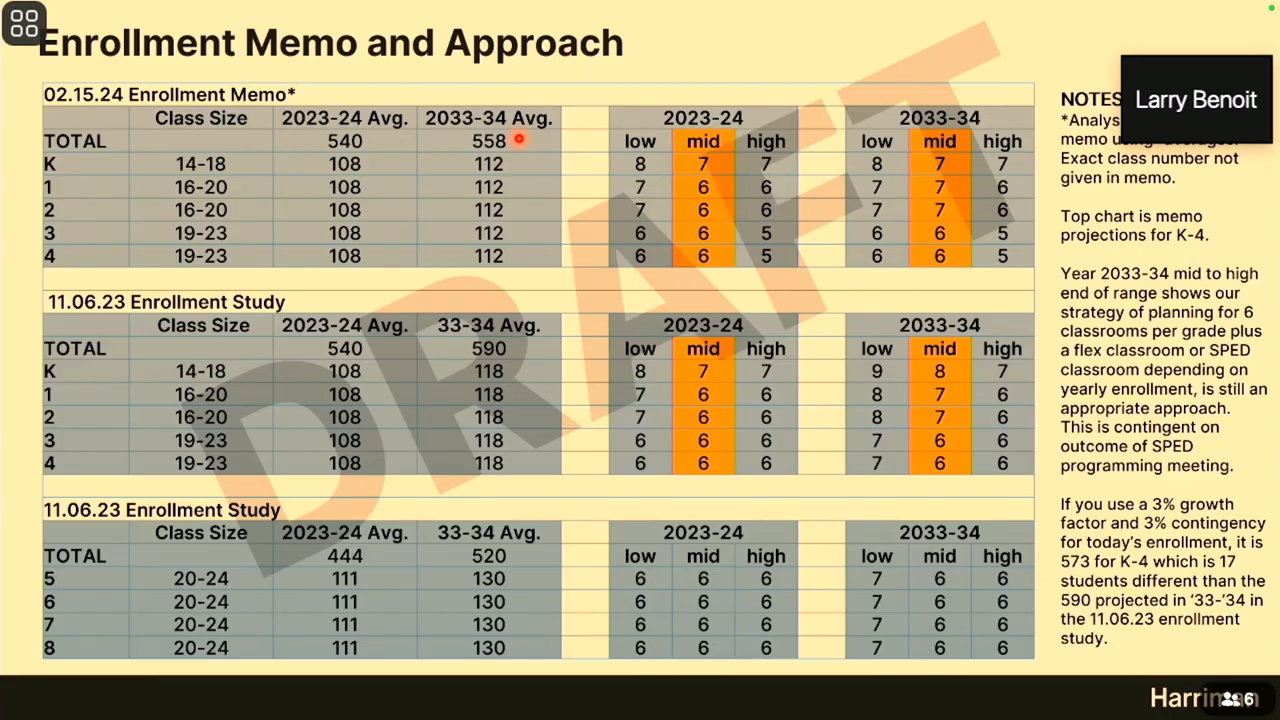 Enrollment Memo and Approach
02.15.24 Enrollment Memo*
Class Size 2023-24 Avg. 2033-34 Avg. 2023-24 2033-34
TOTAL 540 558 low mid high low mid high
K 14-18 108 112 8 7 7 8 7 7
1 16-20 108 112 7 6 6 7 7 6
2 16-20 108 112 7 6 6 7 7 6
3 19-23 108 112 6 6 5 6 6 5
4 19-23 108 112 6 6 5 6 6 5
11.06.23 Enrollment Study
Class Size 2023-24 Avg. 33-34 Avg. 2023-24 2033-34
TOTAL 540 590 low mid high low mid high
K 14-18 108 118 8 7 7 9 8 7
1 16-20 108 118 7 6 6 8 7 6
2 16-20 108 118 7 6 6 8 7 6
3 19-23 108 118 6 6 6 7 6 6
4 19-23 108 118 6 6 6 7 6 6
11.06.23 Enrollment Study
Class Size 2023-24 Avg. 33-34 Avg. 2023-24 2033-34
TOTAL 444 520 low mid high low mid high
5 20-24 111 130 6 6 6 7 6 6
6 20-24 111 130 6 6 6 7 6 6
7 20-24 111 130 6 6 6 7 6 6
8 20-24 111 130 6 6 6 7 6 6
DRAFT
Larry Benoit
NOTES
*Analys
memo
Exact class number not
given in memo.
Top chart is memo
projections for K-4.
Year 2033-34 mid to high
end of range shows our
strategy of planning for 6
classrooms per grade plus
a flex classroom or SPED
classroom depending on
yearly enrollment, is still an
appropriate approach.
This is contingent on
outcome of SPED
programming meeting.
If you use a 3% growth
factor and 3% contingency
for today's enrollment, it is
573 for K-4 which is 17
students different than the
590 projected in '33-'34 in
the 11.06.23 enrollment
study.
6